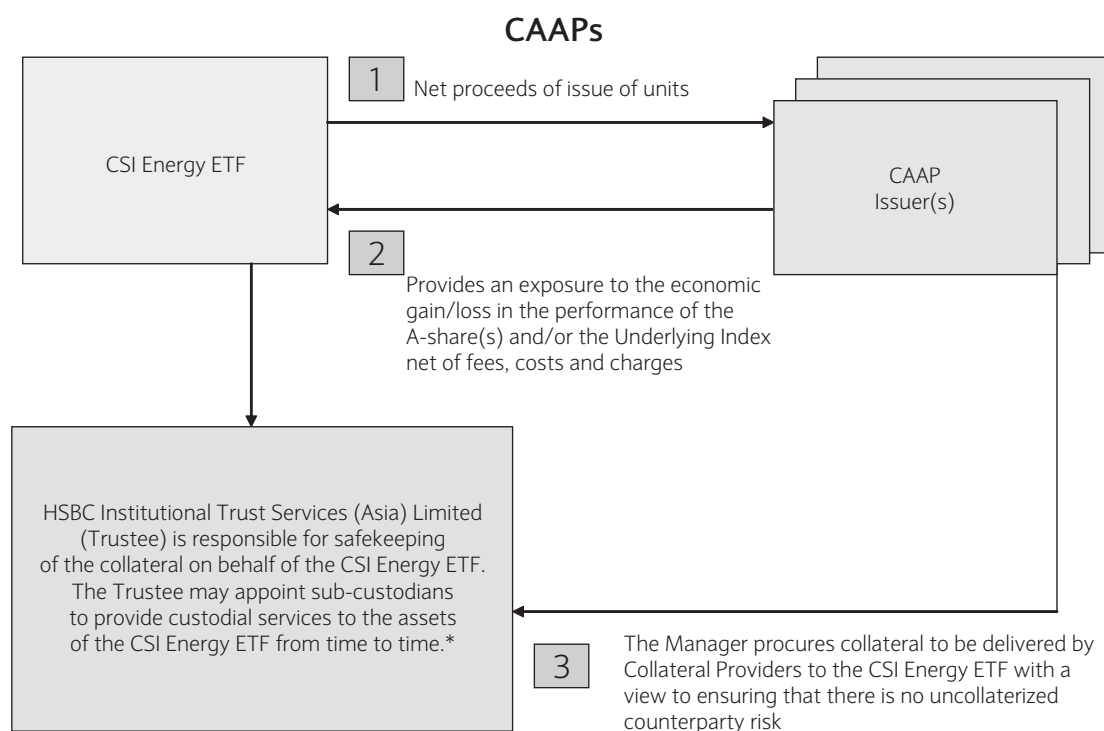 CAAPs
1
Net proceeds of issue of units
CSI Energy ETF
CAAP
Issuer(s)
2
Provides an exposure to the economic
gain/loss in the performance of the
A-share(s) and/or the Underlying Index
net of fees, costs and charges
HSBC Institutional Trust Services (Asia) Limited
(Trustee) is responsible for safekeeping
of the collateral on behalf of the CSI Energy ETF.
The Trustee may appoint sub-custodians
to provide custodial services to the assets
of the CSI Energy ETF from time to time.*
3
The Manager procures collateral to be delivered by
Collateral Providers to the CSI Energy ETF with a
view to ensuring that there is no uncollaterized
counterparty risk